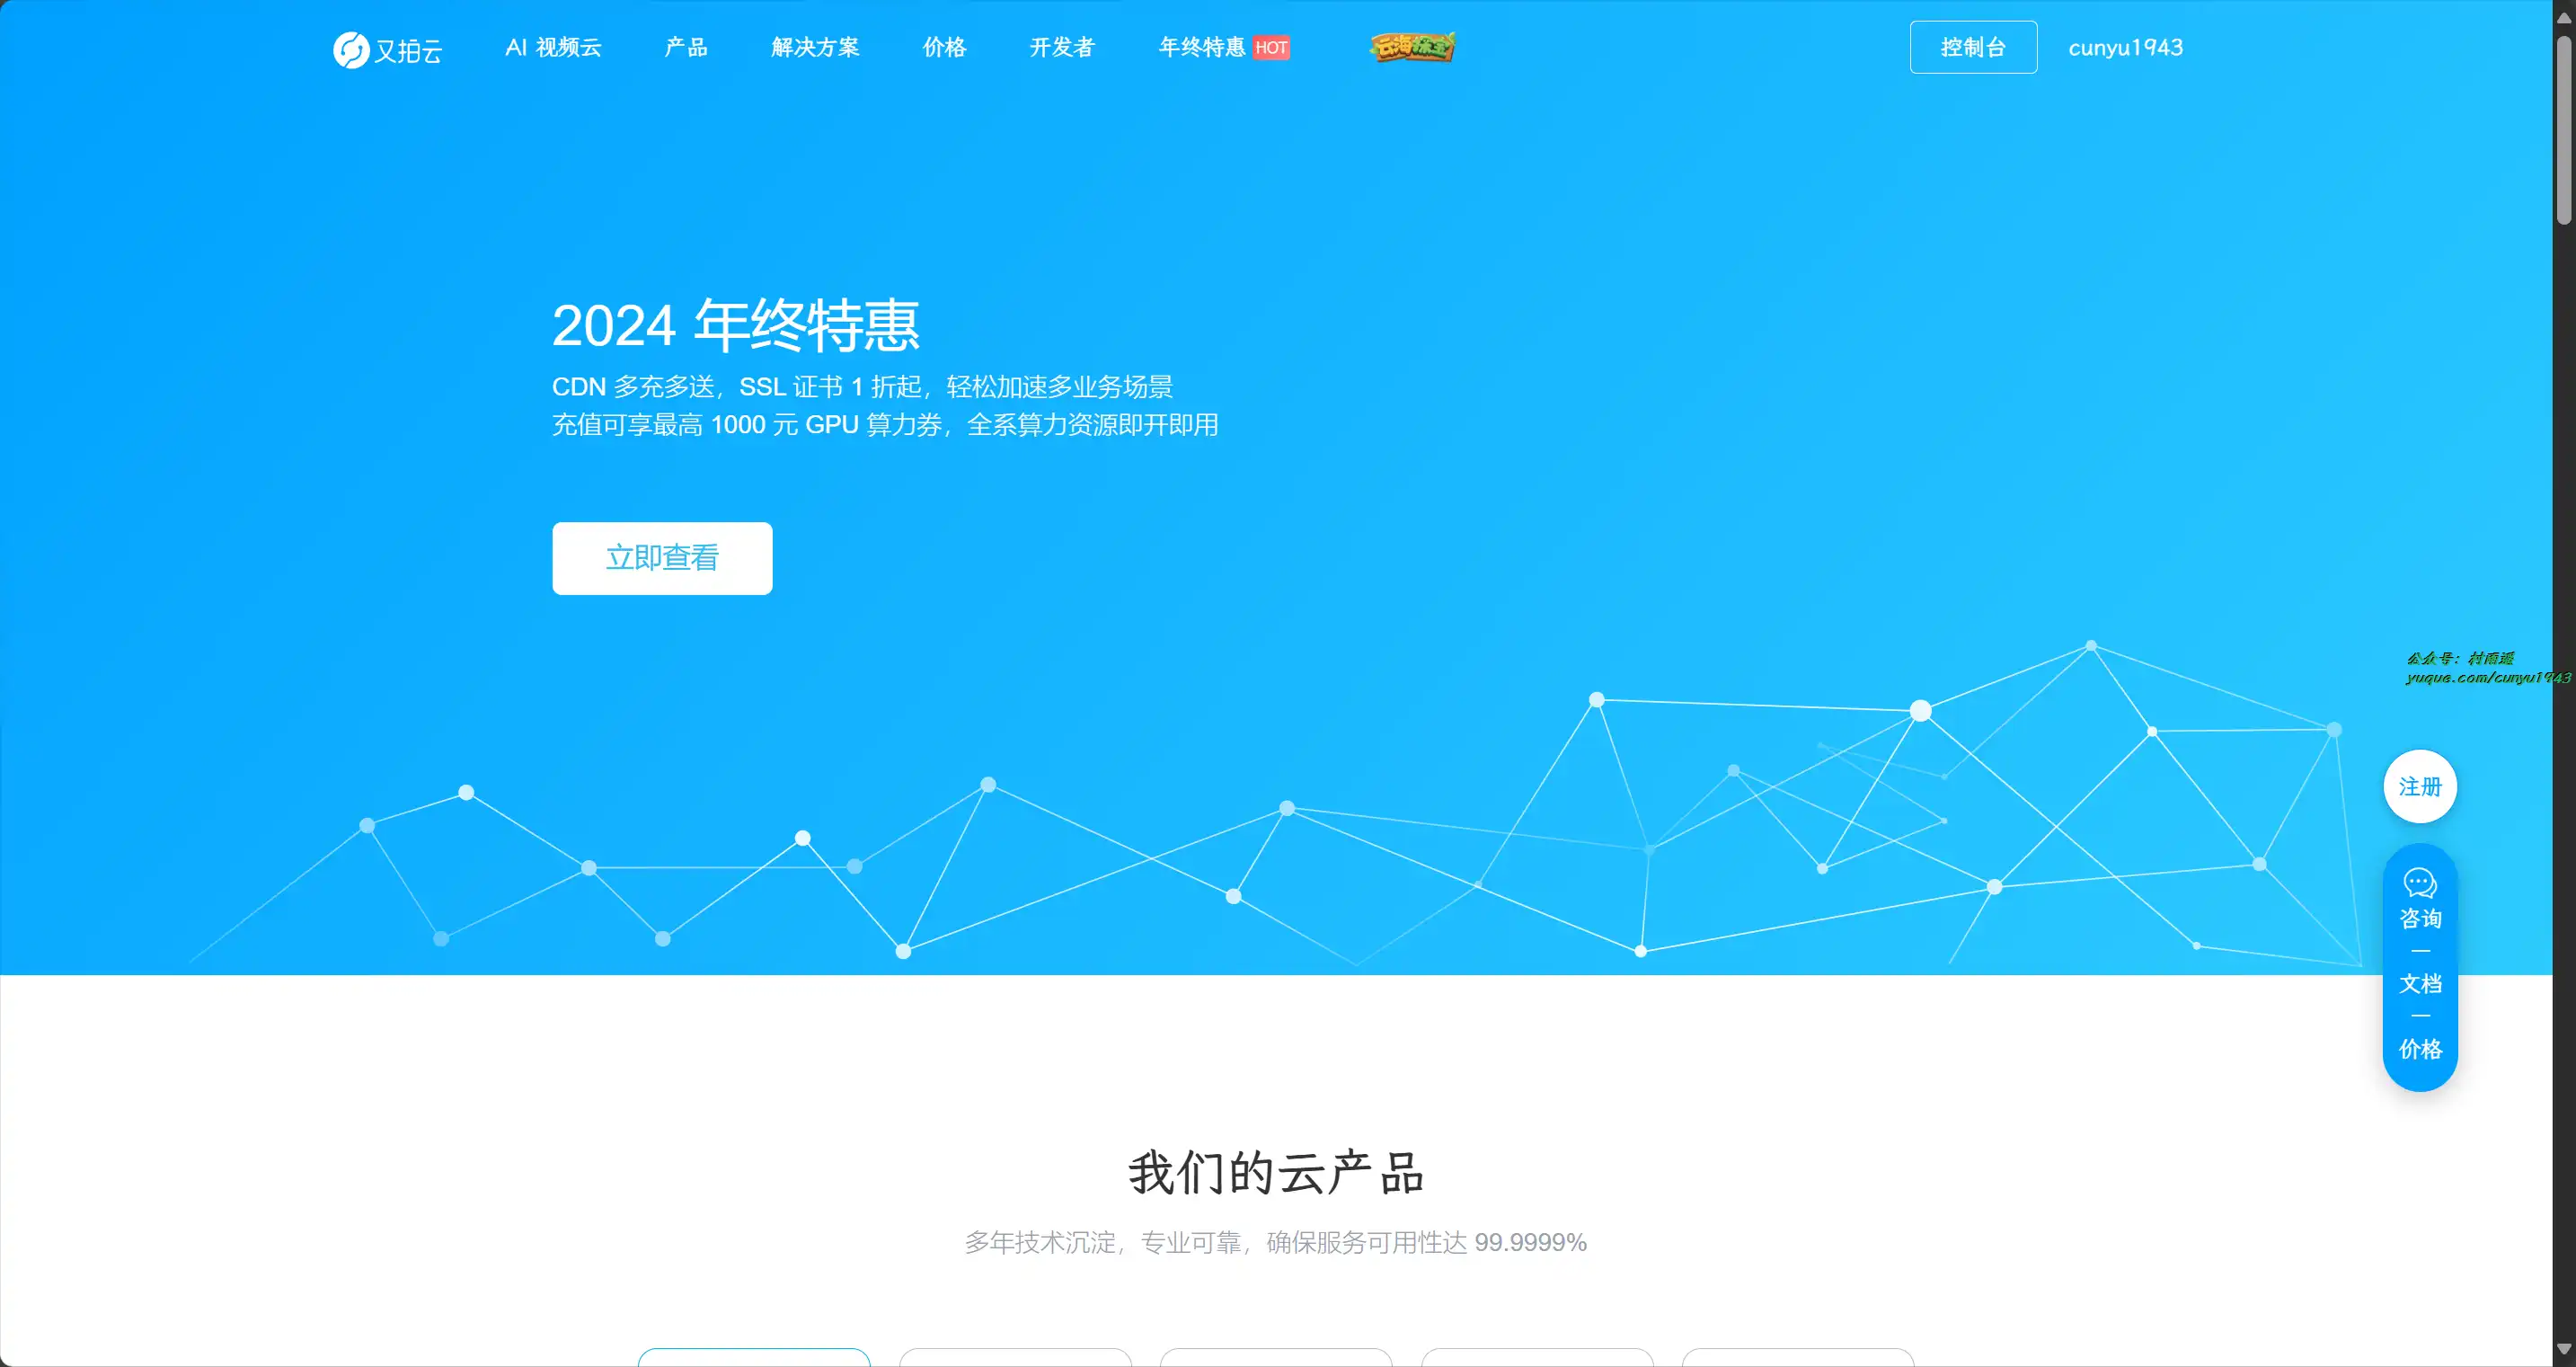 又拍云
AI 视频云
产品
解决方案
价格
开发者
年终特惠 HOT
云海探宝
控制台
cunyu1943
2024 年终特惠
CDN 多充多送，SSL 证书 1 折起，轻松加速多业务场景
充值可享最高 1000 元 GPU 算力券，全系算力资源即开即用
立即查看
公众号：村雨遥
yuque.com/cunyu1943
注册
咨询
文档
价格
我们的云产品
多年技术沉淀，专业可靠，确保服务可用性达 99.9999%